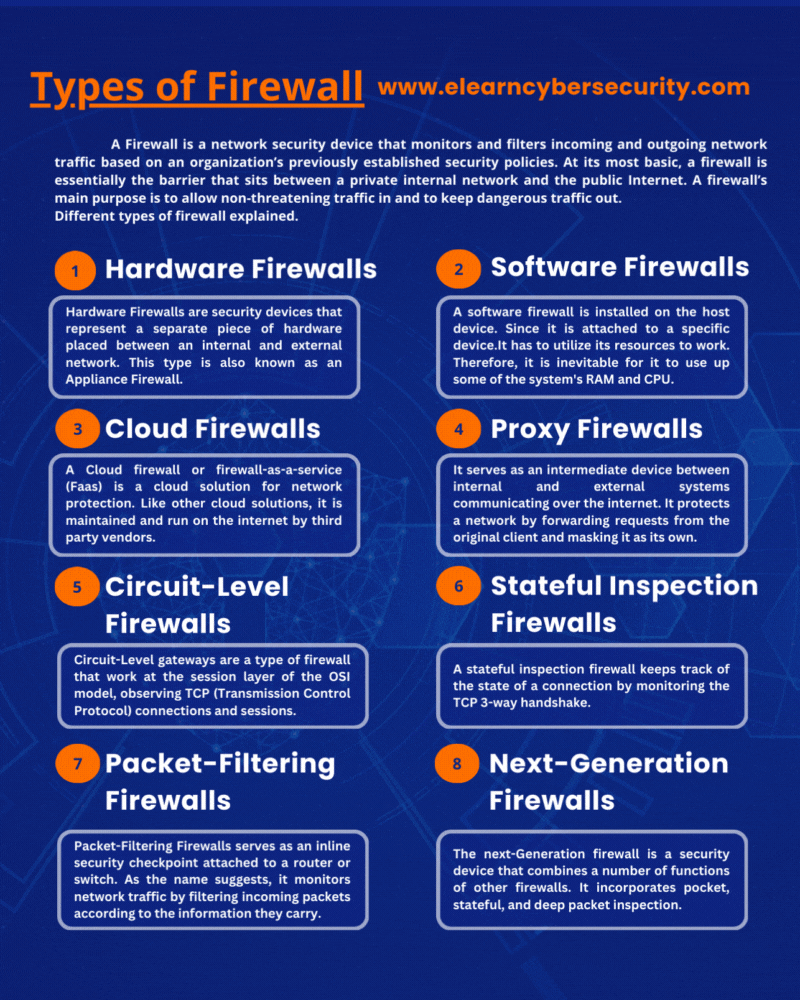 Types of Firewall www.elearncybersecurity.com
A Firewall is a network security device that monitors and filters incoming and outgoing network
traffic based on an organization's previously established security policies. At its most basic, a firewall is
essentially the barrier that sits between a private internal network and the public Internet. A firewall's
main purpose is to allow non-threatening traffic in and to keep dangerous traffic out.
Different types of firewall explained.
1 Hardware Firewalls
Hardware Firewalls are security devices that
represent a separate piece of hardware
placed between an internal and external
network. This type is also known as an
Appliance Firewall.
2 Software Firewalls
A software firewall is installed on the host
device. Since it is attached to a specific
device.It has to utilize its resources to work.
Therefore, it is inevitable for it to use up
some of the system's RAM and CPU.
3 Cloud Firewalls
A Cloud firewall or firewall-as-a-service
(Faas) is a cloud solution for network
protection. Like other cloud solutions, it is
maintained and run on the internet by third
party vendors.
4 Proxy Firewalls
It serves as an intermediate device between
internal and external systems
communicating over the internet. It protects
a network by forwarding requests from the
original client and masking it as its own.
5 Circuit-Level
Firewalls
Circuit-Level gateways are a type of firewall
that work at the session layer of the OSI
model, observing TCP (Transmission Control
Protocol) connections and sessions.
6 Stateful Inspection
Firewalls
A stateful inspection firewall keeps track of
the state of a connection by monitoring the
TCP 3-way handshake.
7 Packet-Filtering
Firewalls
Packet-Filtering Firewalls serves as an inline
security checkpoint attached to a router or
switch. As the name suggests, it monitors
network traffic by filtering incoming packets
according to the information they carry.
8 Next-Generation
Firewalls
The next-Generation firewall is a security
device that combines a number of functions
of other firewalls. It incorporates pocket,
stateful, and deep packet inspection.